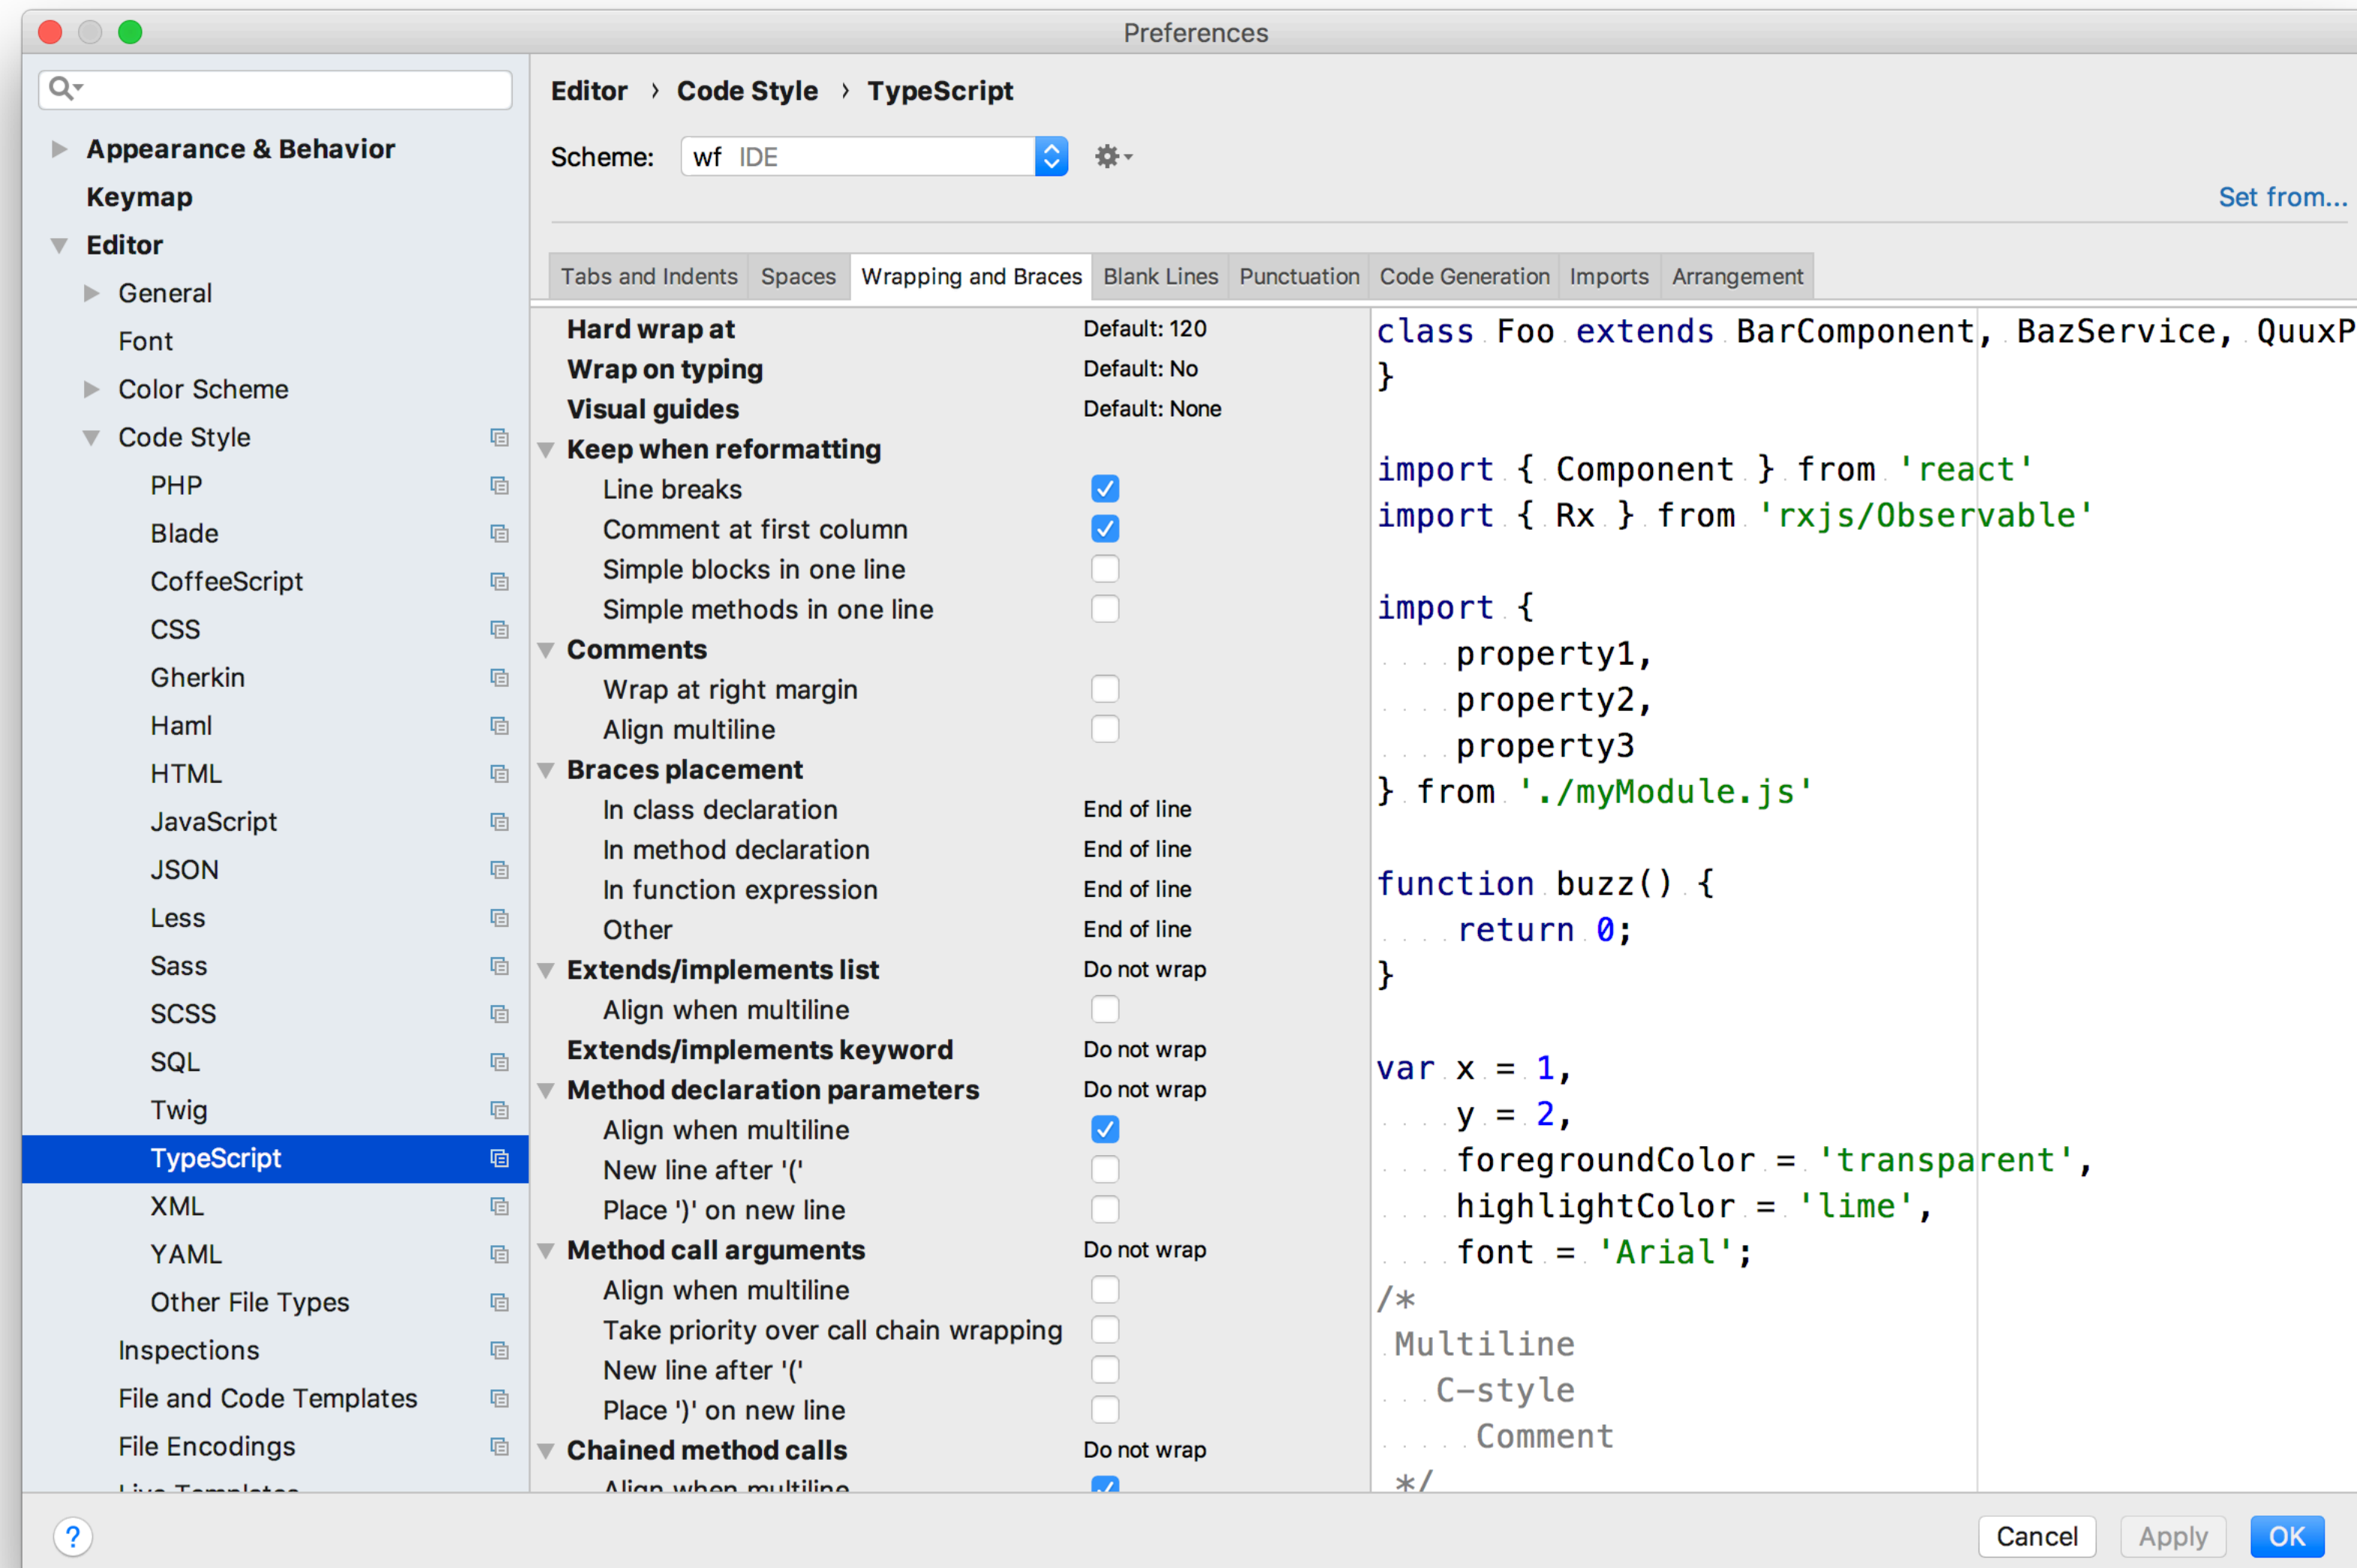 Preferences
Appearance & Behavior
Keymap
Editor
General
Font
Color Scheme
Code Style
PHP
Blade
CoffeeScript
CSS
Gherkin
Haml
HTML
JavaScript
JSON
Less
Sass
SCSS
SQL
Twig
TypeScript
XML
YAML
Other File Types
Inspections
File and Code Templates
File Encodings
Live Templates
Editor › Code Style › TypeScript
Scheme: wf IDE
Set from...
Tabs and Indents Spaces Wrapping and Braces Blank Lines Punctuation Code Generation Imports Arrangement
Hard wrap at Default: 120
Wrap on typing Default: No
Visual guides Default: None
Keep when reformatting
Line breaks
Comment at first column
Simple blocks in one line
Simple methods in one line
Comments
Wrap at right margin
Align multiline
Braces placement
In class declaration End of line
In method declaration End of line
In function expression End of line
Other End of line
Extends/implements list Do not wrap
Align when multiline
Extends/implements keyword Do not wrap
Method declaration parameters Do not wrap
Align when multiline
New line after '('
Place ')' on new line
Method call arguments Do not wrap
Align when multiline
Take priority over call chain wrapping
New line after '('
Place ')' on new line
Chained method calls Do not wrap
Align when multiline
class Foo extends BarComponent, BazService, QuuxP
}
import { Component } from 'react'
import { Rx } from 'rxjs/Observable'
import {
property1,
property2,
property3
} from './myModule.js'
function buzz() {
return 0;
}
var x = 1,
y = 2,
foregroundColor = 'transparent',
highlightColor = 'lime',
font = 'Arial';
/*
Multiline
C-style
Comment
*/
?
Cancel Apply OK